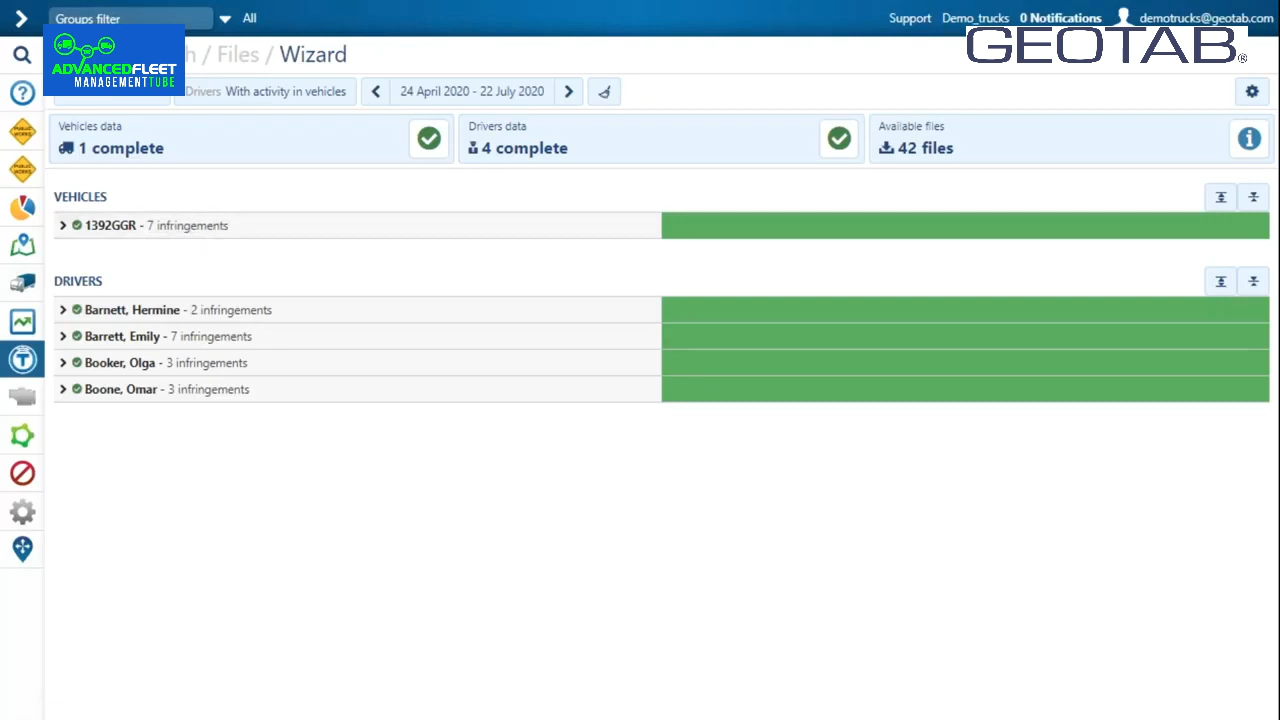 Groups filter All Support Demo_trucks 0 Notifications demotrucks@geotab.com
ADVANCEDFLEET
MANAGEMENTTUBE
h / Files / Wizard
GEOTAB®
Drivers With activity in vehicles 24 April 2020 - 22 July 2020
Vehicles data
1 complete
Drivers data
4 complete
Available files
42 files
VEHICLES
1392GGR - 7 infringements
DRIVERS
Barnett, Hermine - 2 infringements
Barrett, Emily - 7 infringements
Booker, Olga - 3 infringements
Boone, Omar - 3 infringements